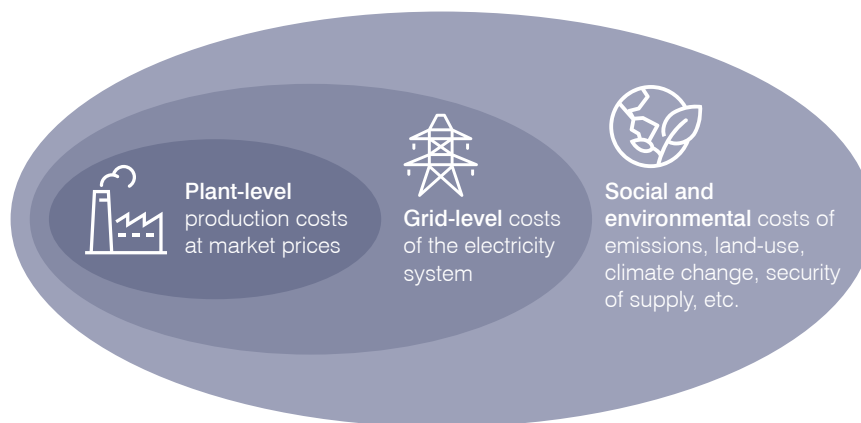 Plant-level
production costs
at market prices
Grid-level costs
of the electricity
system
Social and
environmental costs of
emissions, land-use,
climate change, security
of supply, etc.